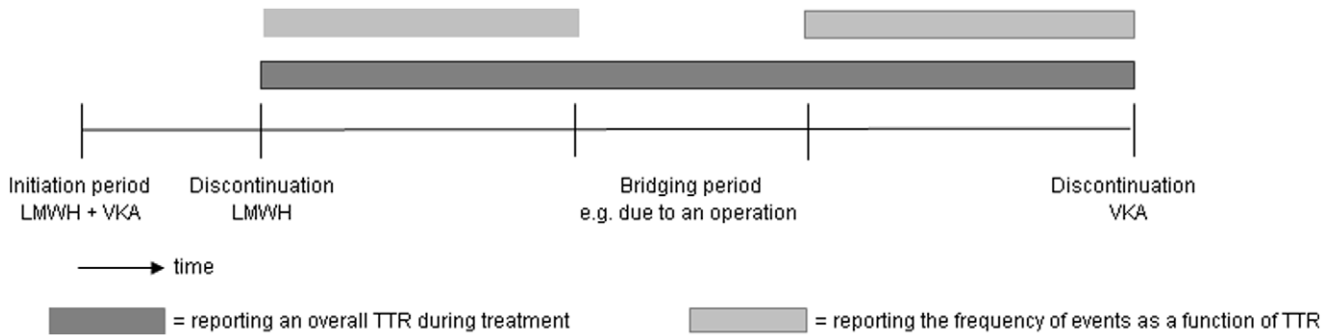 Initiation period
LMWH + VKA
Discontinuation
LMWH
Bridging period
e.g. due to an operation
Discontinuation
VKA
time
= reporting an overall TTR during treatment
= reporting the frequency of events as a function of TTR